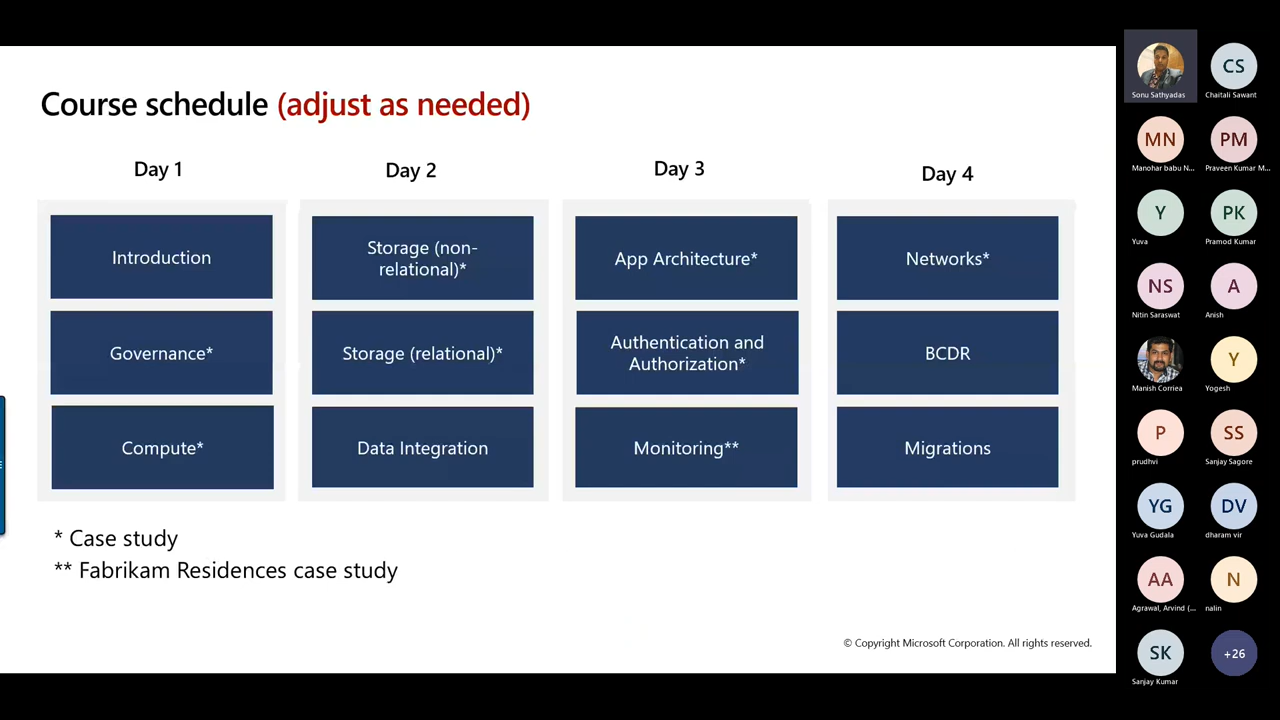 Course schedule (adjust as needed)
Day 1
Day 2
Day 3
Day 4
Introduction
Governance*
Compute*
Storage (non-
relational)*
Storage (relational)*
Data Integration
App Architecture*
Authentication and
Authorization*
Monitoring**
Networks*
BCDR
Migrations
* Case study
** Fabrikam Residences case study
© Copyright Microsoft Corporation. All rights reserved.
Sonu Sathyadas
CS
Chaitali Sawant
MN
Manohar babu N...
PM
Praveen Kumar M...
Y
Yuva
PK
Pramod Kumar
NS
Nitin Saraswat
A
Anish
Manish Corriea
Y
Yogesh
P
prudhvi
SS
Sanjay Sagore
YG
Yuva Gudala
DV
dharam vir
AA
Agrawal, Arvind (...
N
nalin
SK
Sanjay Kumar
+26